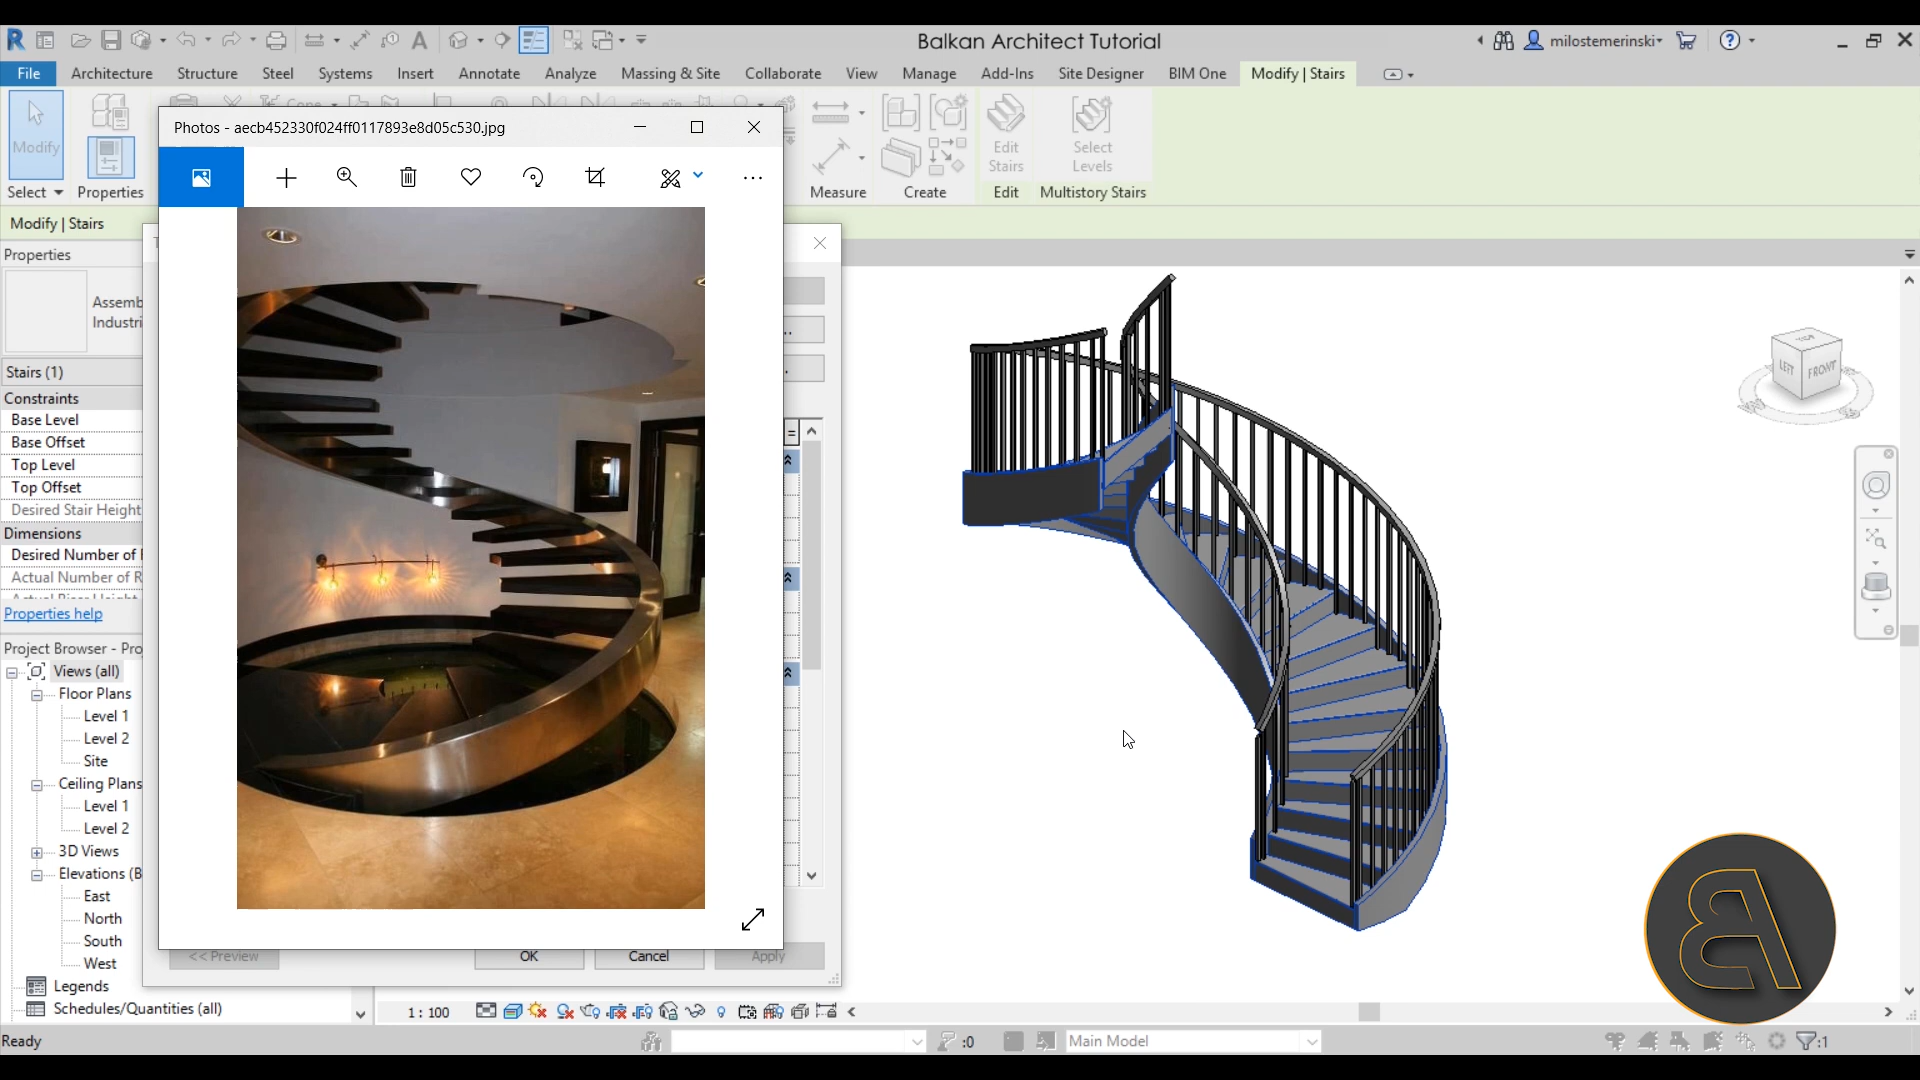 Balkan Architect Tutorial
milostemerinski
File
Architecture
Structure
Steel
Systems
Insert
Annotate
Analyze
Massing & Site
Collaborate
View
Manage
Add-Ins
Site Designer
BIM One
Modify | Stairs
Modify
Select
Properties
Cope
Measure
Create
Edit
Stairs
Edit
Select
Levels
Multistory Stairs
Photos - aecb452330f024ff0117893e8d05c530.jpg
Modify | Stairs
Properties
Assemb
Industri
Stairs (1)
Constraints
Base Level
Base Offset
Top Level
Top Offset
Desired Stair Height
Dimensions
Desired Number of
Actual Number of R
Properties help
Project Browser - Pro
Views (all)
Floor Plans
Level 1
Level 2
Site
Ceiling Plans
Level 1
Level 2
3D Views
Elevations (B
East
North
South
West
Legends
Schedules/Quantities (all)
=
LEFT
FRONT
<< Preview
OK
Cancel
Apply
1 : 100
Ready
:0
Main Model
:1